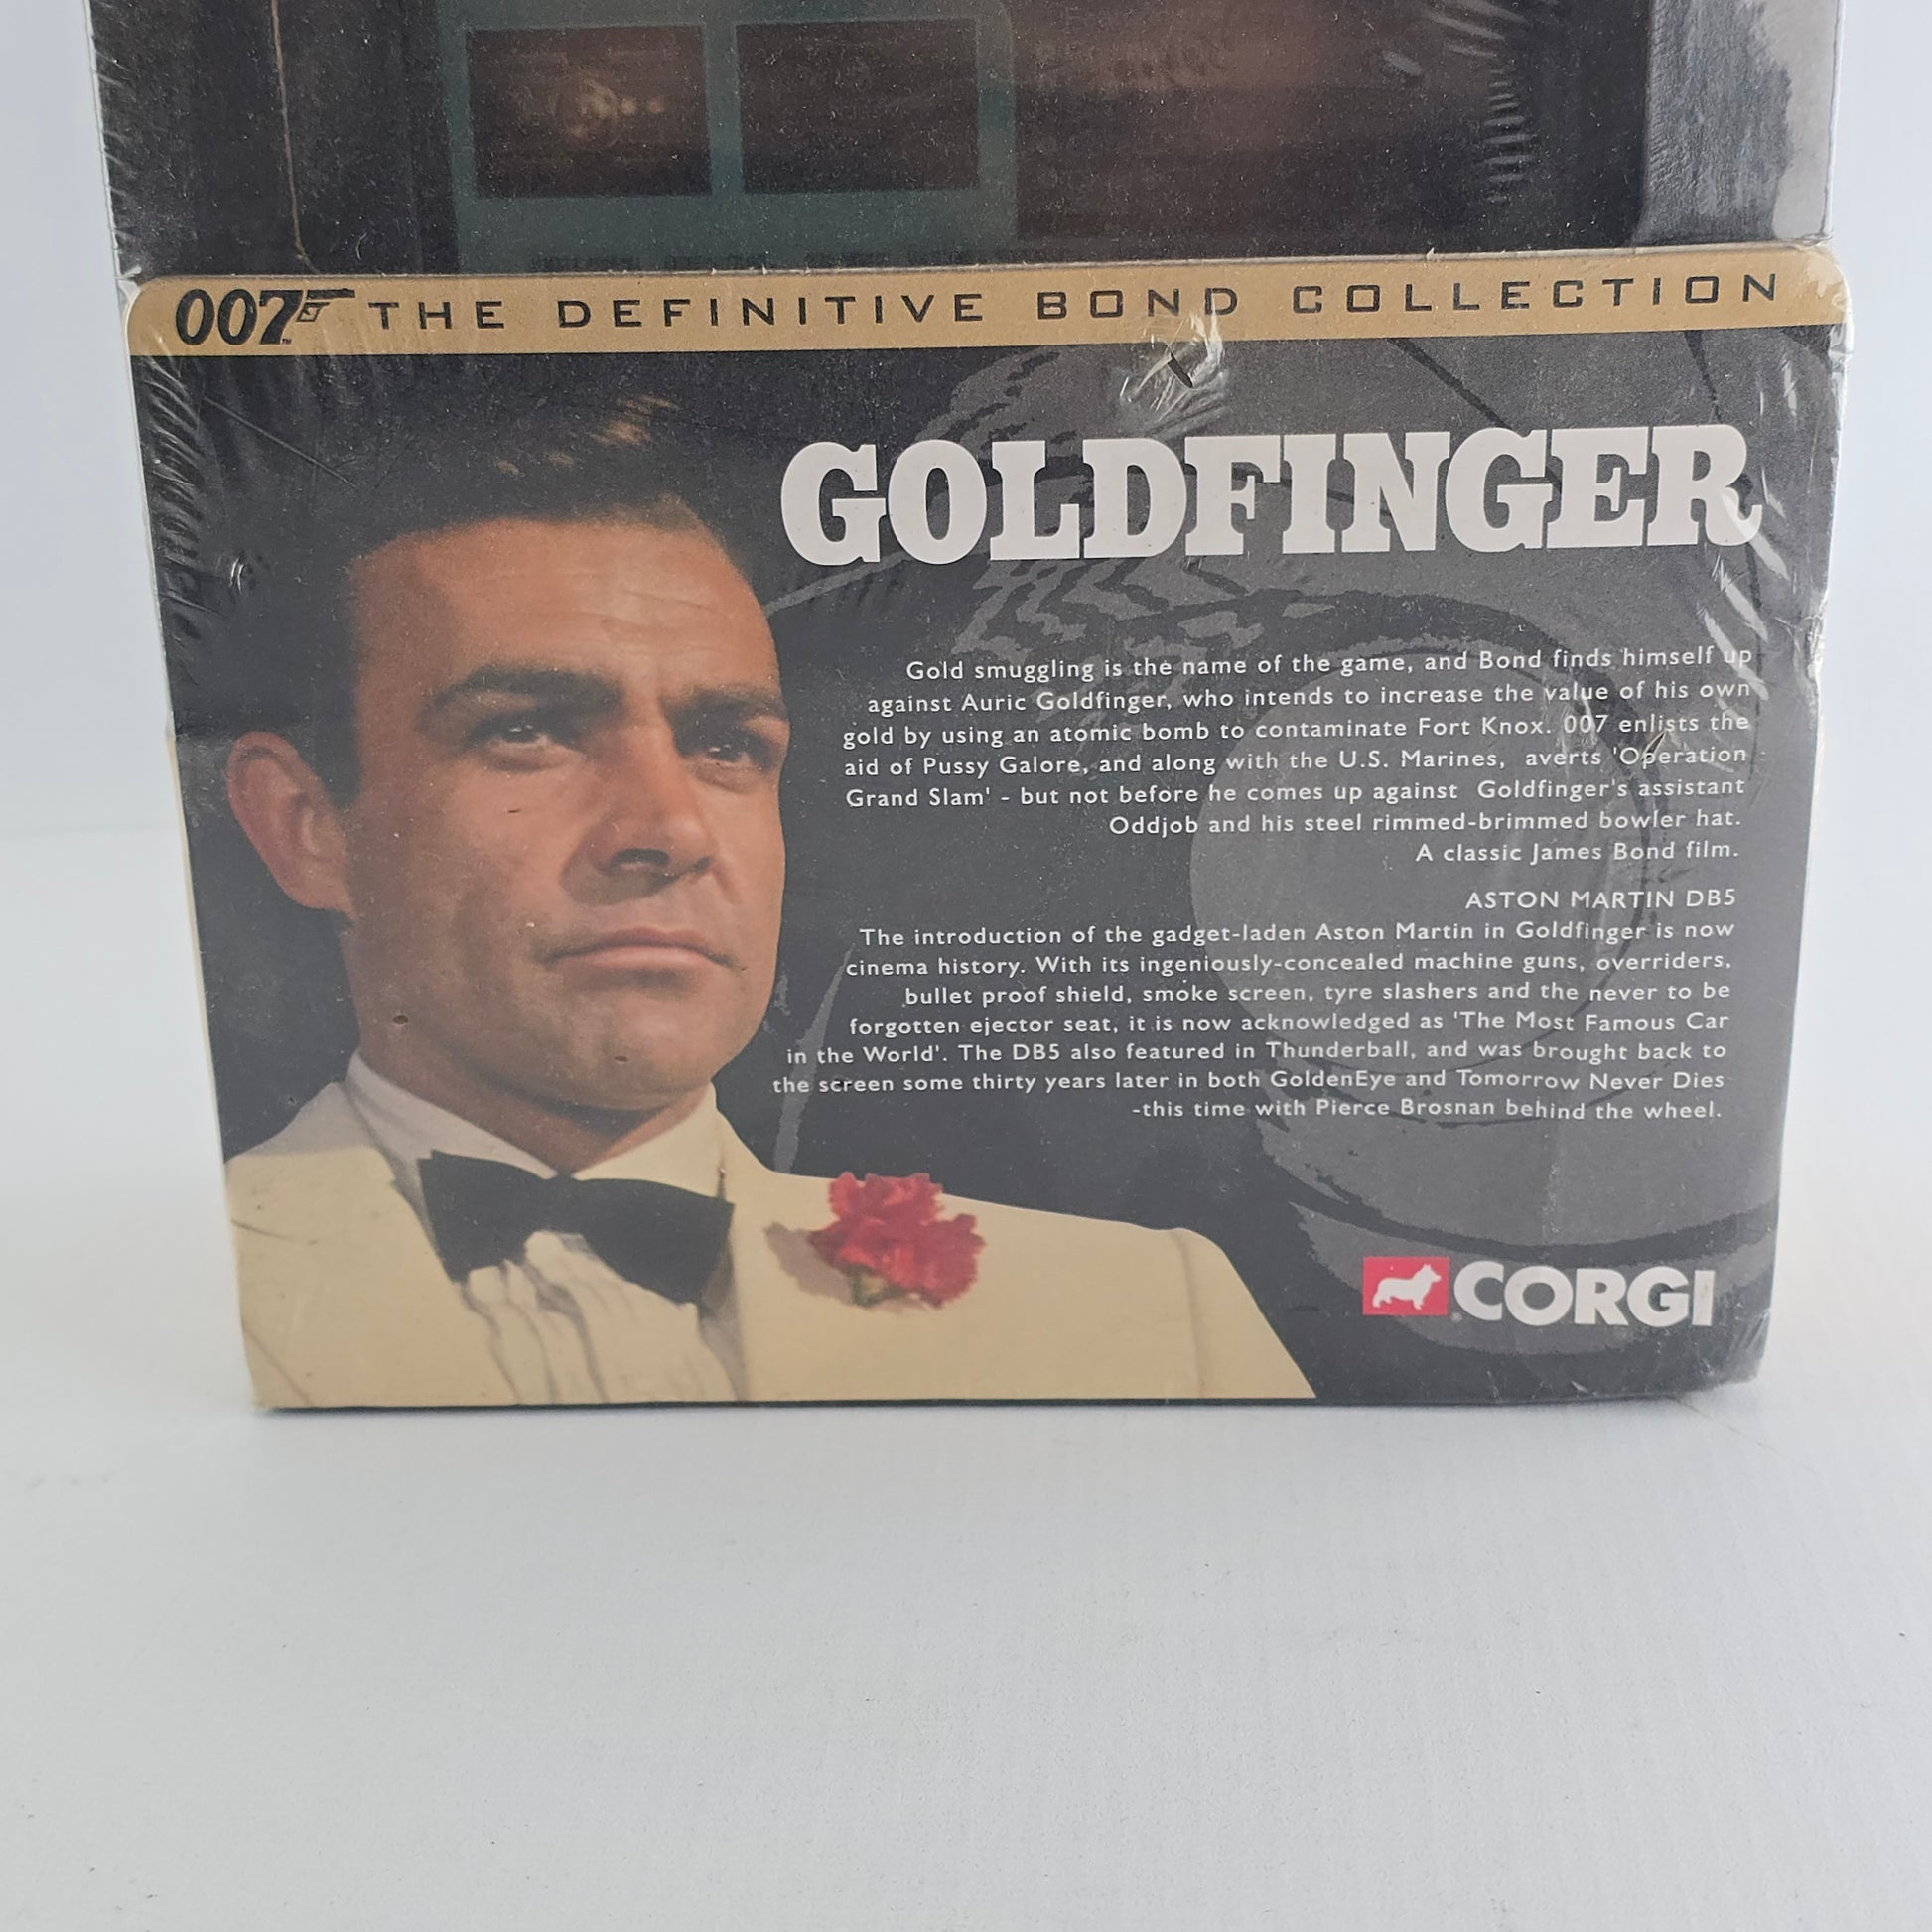 007 THE DEFINITIVE BOND COLLECTION
GOLDFINGER
Gold smuggling is the name of the game, and Bond finds himself up
against Auric Goldfinger, who intends to increase the value of his own
gold by using an atomic bomb to contaminate Fort Knox. 007 enlists the
aid of Pussy Galore, and along with the U.S. Marines, averts 'Operation
Grand Slam' - but not before he comes up against Goldfinger's assistant
Oddjob and his steel rimmed-brimmed bowler hat.
A classic James Bond film.
ASTON MARTIN DB5
The introduction of the gadget-laden Aston Martin in Goldfinger is now
cinema history. With its ingeniously-concealed machine guns, overriders,
bullet proof shield, smoke screen, tyre slashers and the never to be
forgotten ejector seat, it is now acknowledged as 'The Most Famous Car
in the World'. The DB5 also featured in Thunderball, and was brought back to
the screen some thirty years later in both GoldenEye and Tomorrow Never Dies
-this time with Pierce Brosnan behind the wheel.
CORGI